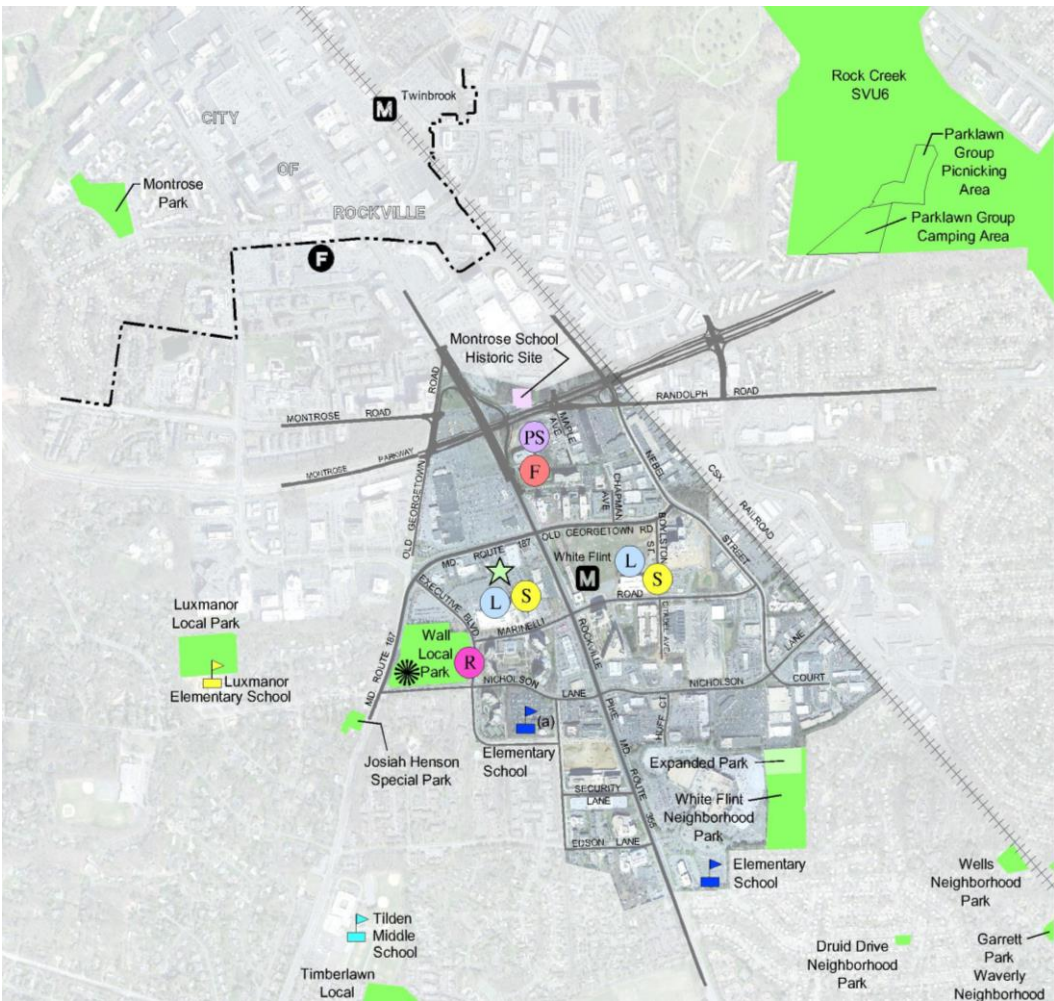 Rock Creek
SVU6
M
Twinbrook
CITY
OF
ROCKVILLE
Parklawn
Group
Picnicking
Area
Parklawn Group
Camping Area
Montrose
Park
F
Montrose School
Historic Site
ROAD
MONTROSE ROAD
RANDOLPH ROAD
MAPLE
AVE
PS
F
MONTROSE PARKWAY
OLD GEORGETOWN
NEBEL
STREET
CSX
RAILROAD
CHAPMAN
AVE
OLD GEORGETOWN RD
MD. ROUTE 187
BOYLSTON
ST.
White Flint
M
L
S
L
S
EXECUTIVE BLVD
MARINELLI
ROAD
CITADEL AVE
ROCKVILLE
PIKE
MD. ROUTE 355
Luxmanor
Local Park
Luxmanor
Elementary School
Wall
Local
Park
R
MD ROUTE 187
NICHOLSON
LANE
NICHOLSON
COURT
LANE
HUFF CT
(a)
Elementary
School
Josiah Henson
Special Park
Expanded Park
White Flint
Neighborhood
Park
SECURITY
LANE
EDSON LANE
Elementary
School
Wells
Neighborhood
Park
Tilden
Middle
School
Timberlawn
Local
Druid Drive
Neighborhood
Park
Garrett
Park
Waverly
Neighborhood